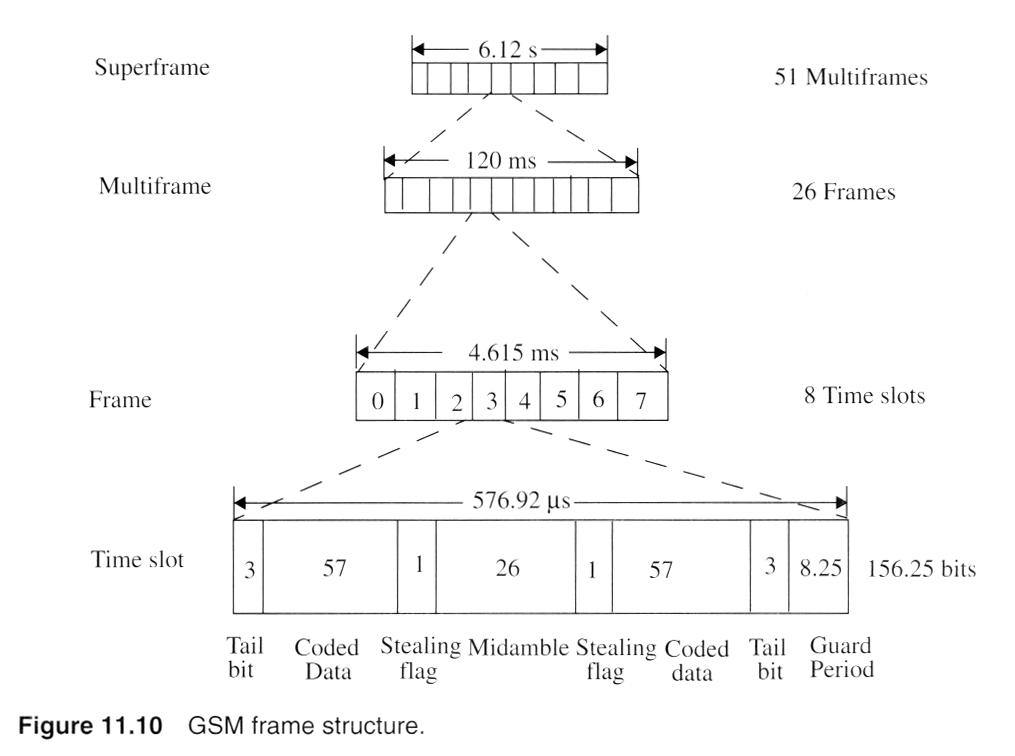 6.12 s
Superframe
51 Multiframes
120 ms
Multiframe
26 Frames
4.615 ms
Frame
0 1 2 3 4 5 6 7
8 Time slots
576.92 μs
Time slot
3 57 1 26 1 57 3 8.25
156.25 bits
Tail Coded Stealing Midamble Stealing Coded Tail Guard
bit Data flag flag data bit Period
Figure 11.10 GSM frame structure.